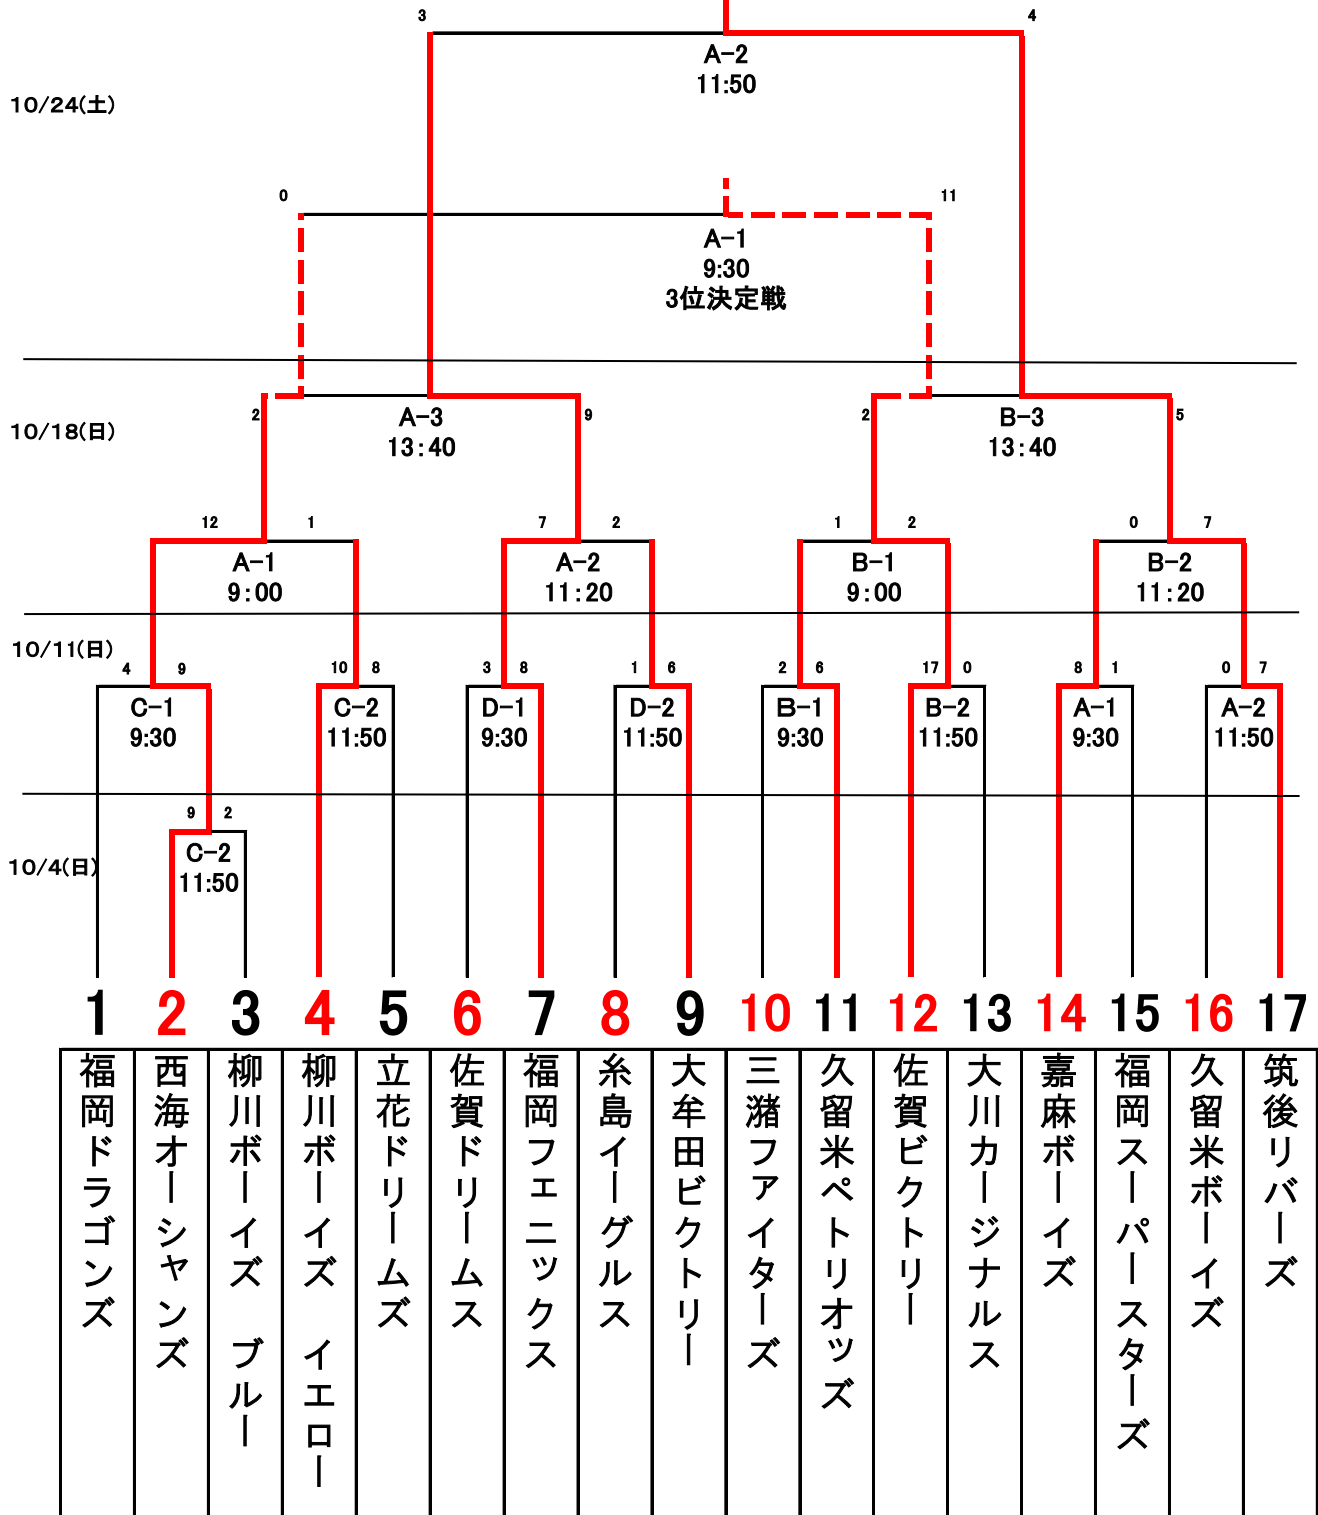 3 4
A-2
11:50
10/24(土)
0 11
A-1
9:30
3位決定戦
2 9 2 5
10/18(日)
A-3 B-3
13:40 13:40
12 1 7 2 1 2 0 7
A-1 A-2 B-1 B-2
9:00 11:20 9:00 11:20
10/11(日)
4 9 10 8 3 8 1 6 2 6 17 0 8 1 0 7
C-1 C-2 D-1 D-2 B-1 B-2 A-1 A-2
9:30 11:50 9:30 11:50 9:30 11:50 9:30 11:50
9 2
10/4(日)
C-2
11:50
1 2 3 4 5 6 7 8 9 10 11 12 13 14 15 16 17
福岡ドラゴンズ
西海オーシャンズ
柳川ボーイズ ブルー
柳川ボーイズ イエロー
立花ドリームズ
佐賀ドリームス
福岡フェニックス
糸島イーグルス
大牟田ビクトリー
三潴ファイターズ
久留米ペトリオッズ
佐賀ビクトリー
大川カージナルス
嘉麻ボーイズ
福岡スーパースターズ
久留米ボーイズ
筑後リバーズ